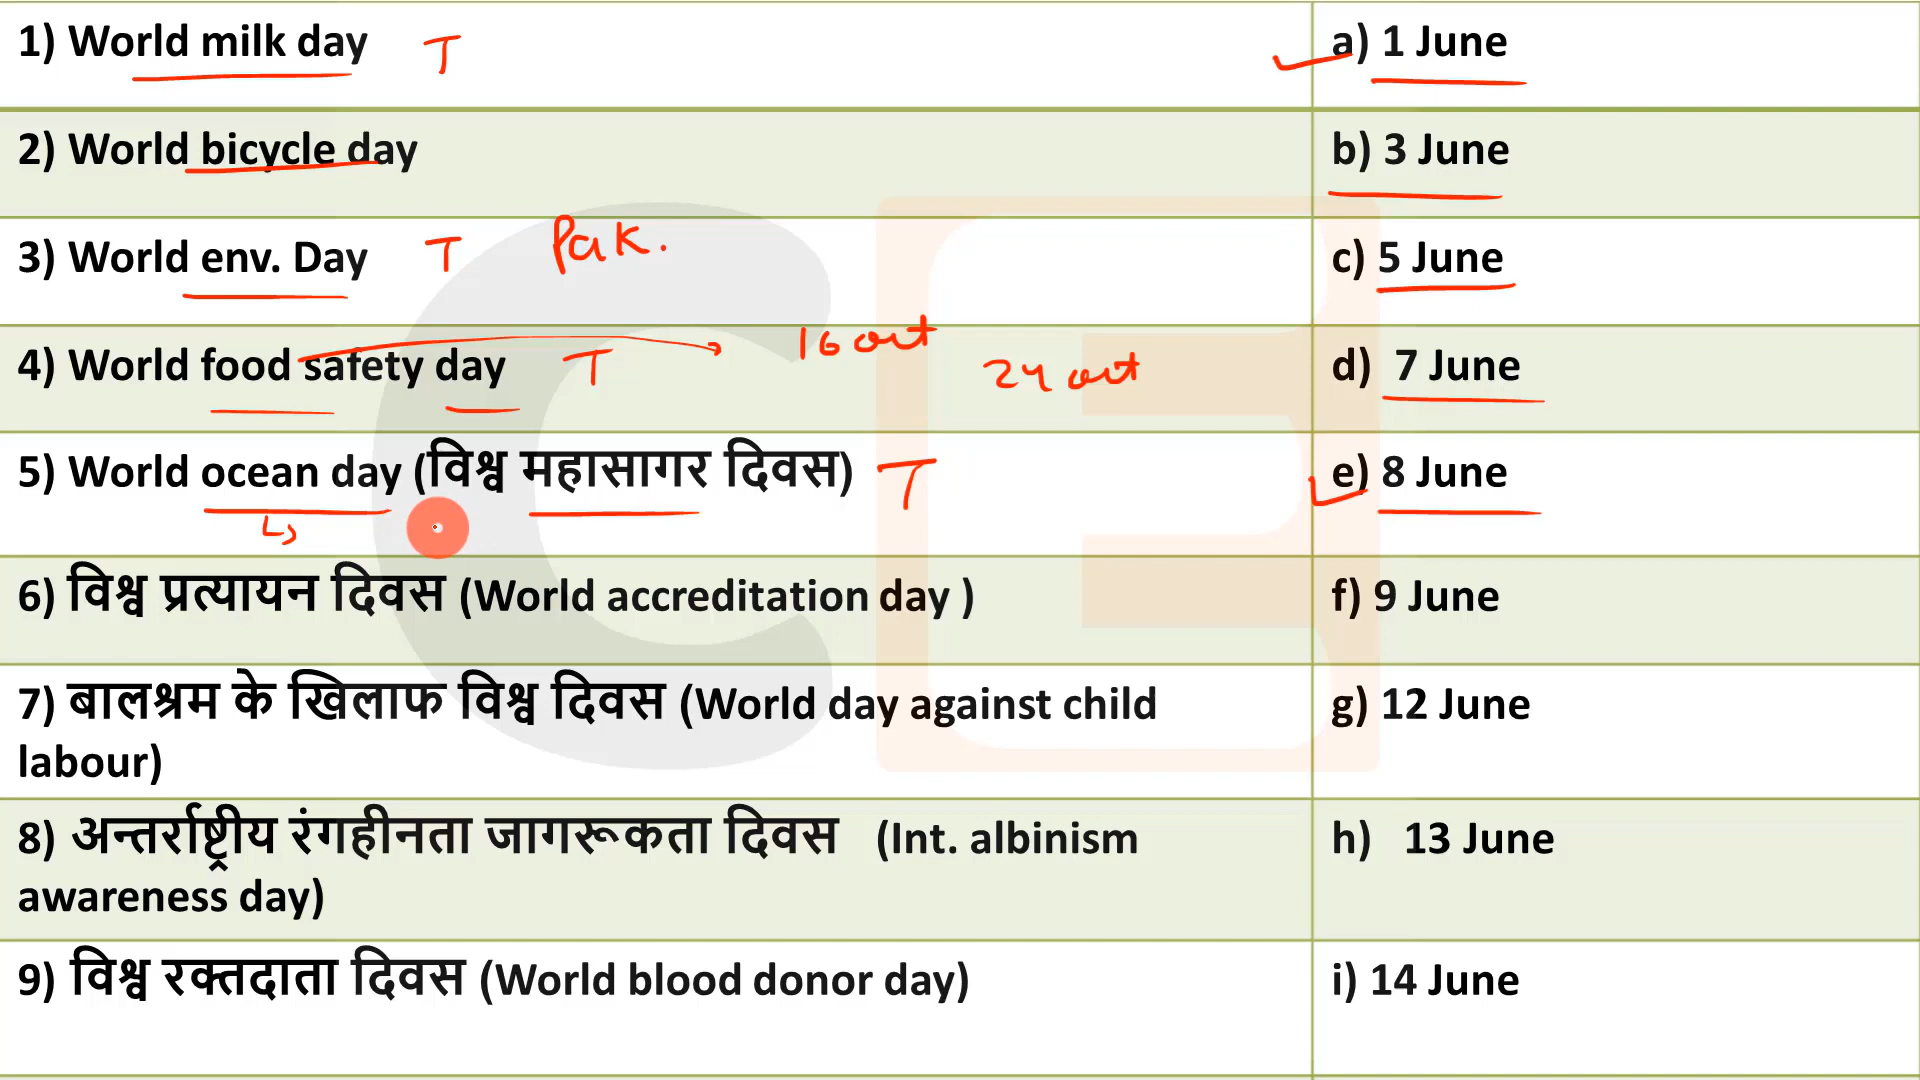 1) World milk day T a) 1 June
2) World bicycle day b) 3 June
3) World env. Day T Pak. c) 5 June
4) World food safety day T 16 oct 24 oct d) 7 June
5) World ocean day (विश्व महासागर दिवस) T e) 8 June
6) विश्व प्रत्यायन दिवस (World accreditation day ) f) 9 June
7) बालश्रम के खिलाफ विश्व दिवस (World day against child g) 12 June
labour)
8) अन्तर्राष्ट्रीय रंगहीनता जागरूकता दिवस (Int. albinism h) 13 June
awareness day)
9) विश्व रक्तदाता दिवस (World blood donor day) i) 14 June